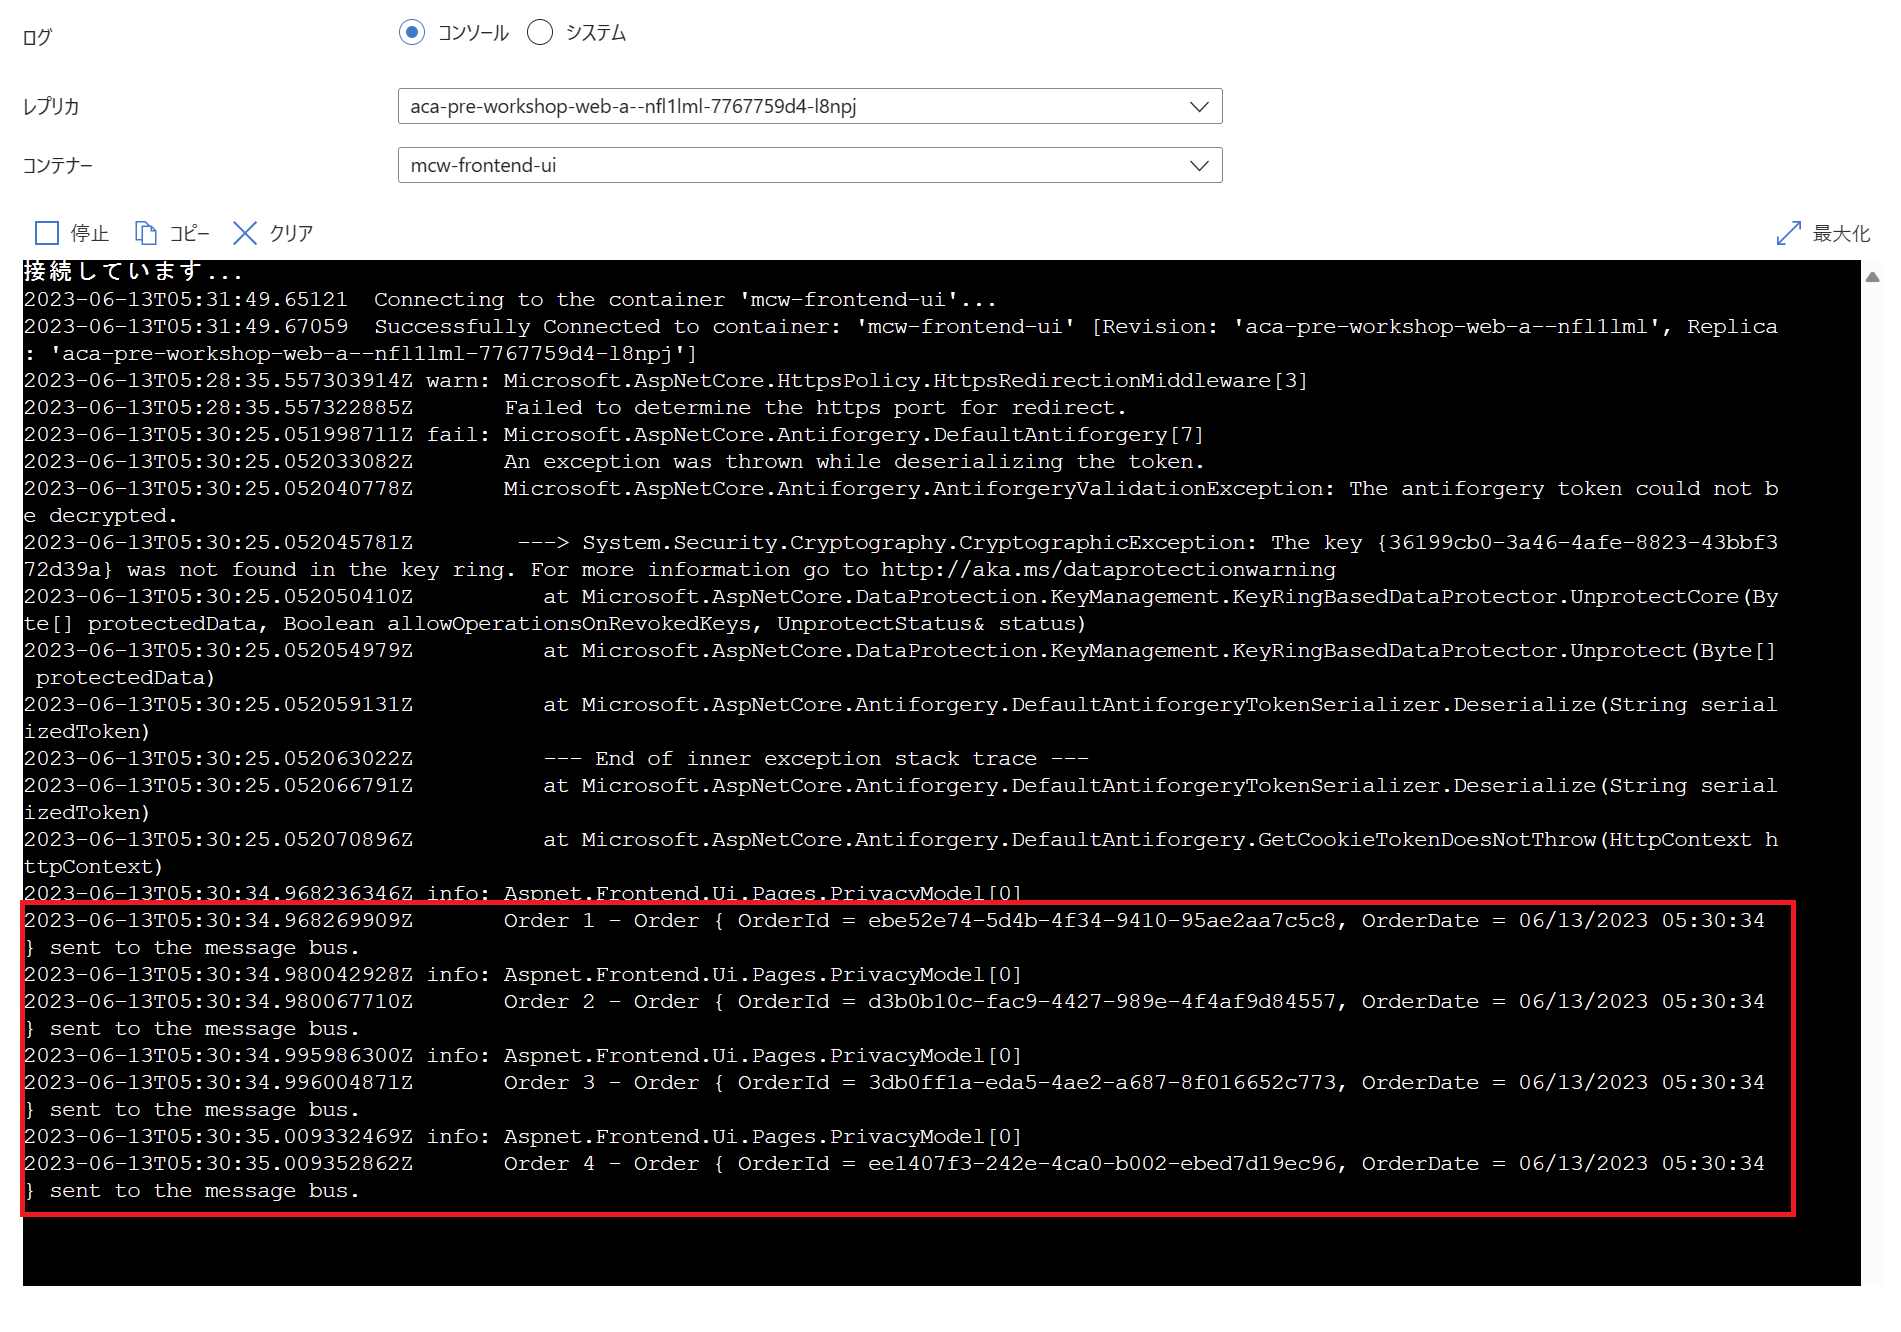 ログ
コンソール システム
レプリカ
aca-pre-workshop-web-a--nfl1lml-7767759d4-l8npj
コンテナー
mcw-frontend-ui
停止 コピー クリア 最大化
接続しています...
2023-06-13T05:31:49.65121  Connecting to the container 'mcw-frontend-ui'...
2023-06-13T05:31:49.67059  Successfully Connected to container: 'mcw-frontend-ui' [Revision: 'aca-pre-workshop-web-a--nfl1lml', Replica
: 'aca-pre-workshop-web-a--nfl1lml-7767759d4-l8npj']
2023-06-13T05:28:35.557303914Z warn: Microsoft.AspNetCore.HttpsPolicy.HttpsRedirectionMiddleware[3]
2023-06-13T05:28:35.557322885Z       Failed to determine the https port for redirect.
2023-06-13T05:30:25.051998711Z fail: Microsoft.AspNetCore.Antiforgery.DefaultAntiforgery[7]
2023-06-13T05:30:25.052033082Z       An exception was thrown while deserializing the token.
2023-06-13T05:30:25.052040778Z       Microsoft.AspNetCore.Antiforgery.AntiforgeryValidationException: The antiforgery token could not b
e decrypted.
2023-06-13T05:30:25.052045781Z        ---> System.Security.Cryptography.CryptographicException: The key {36199cb0-3a46-4afe-8823-43bbf3
72d39a} was not found in the key ring. For more information go to http://aka.ms/dataprotectionwarning
2023-06-13T05:30:25.052050410Z          at Microsoft.AspNetCore.DataProtection.KeyManagement.KeyRingBasedDataProtector.UnprotectCore(By
te[] protectedData, Boolean allowOperationsOnRevokedKeys, UnprotectStatus& status)
2023-06-13T05:30:25.052054979Z          at Microsoft.AspNetCore.DataProtection.KeyManagement.KeyRingBasedDataProtector.Unprotect(Byte[]
 protectedData)
2023-06-13T05:30:25.052059131Z          at Microsoft.AspNetCore.Antiforgery.DefaultAntiforgeryTokenSerializer.Deserialize(String serial
izedToken)
2023-06-13T05:30:25.052063022Z          --- End of inner exception stack trace ---
2023-06-13T05:30:25.052066791Z          at Microsoft.AspNetCore.Antiforgery.DefaultAntiforgeryTokenSerializer.Deserialize(String serial
izedToken)
2023-06-13T05:30:25.052070896Z          at Microsoft.AspNetCore.Antiforgery.DefaultAntiforgery.GetCookieTokenDoesNotThrow(HttpContext h
ttpContext)
2023-06-13T05:30:34.968236346Z info: Aspnet.Frontend.Ui.Pages.PrivacyModel[0]
2023-06-13T05:30:34.968269909Z       Order 1 - Order { OrderId = ebe52e74-5d4b-4f34-9410-95ae2aa7c5c8, OrderDate = 06/13/2023 05:30:34
} sent to the message bus.
2023-06-13T05:30:34.980042928Z info: Aspnet.Frontend.Ui.Pages.PrivacyModel[0]
2023-06-13T05:30:34.980067710Z       Order 2 - Order { OrderId = d3b0b10c-fac9-4427-989e-4f4af9d84557, OrderDate = 06/13/2023 05:30:34
} sent to the message bus.
2023-06-13T05:30:34.995986300Z info: Aspnet.Frontend.Ui.Pages.PrivacyModel[0]
2023-06-13T05:30:34.996004871Z       Order 3 - Order { OrderId = 3db0ff1a-eda5-4ae2-a687-8f016652c773, OrderDate = 06/13/2023 05:30:34
} sent to the message bus.
2023-06-13T05:30:35.009332469Z info: Aspnet.Frontend.Ui.Pages.PrivacyModel[0]
2023-06-13T05:30:35.009352862Z       Order 4 - Order { OrderId = ee1407f3-242e-4ca0-b002-ebed7d19ec96, OrderDate = 06/13/2023 05:30:34
} sent to the message bus.